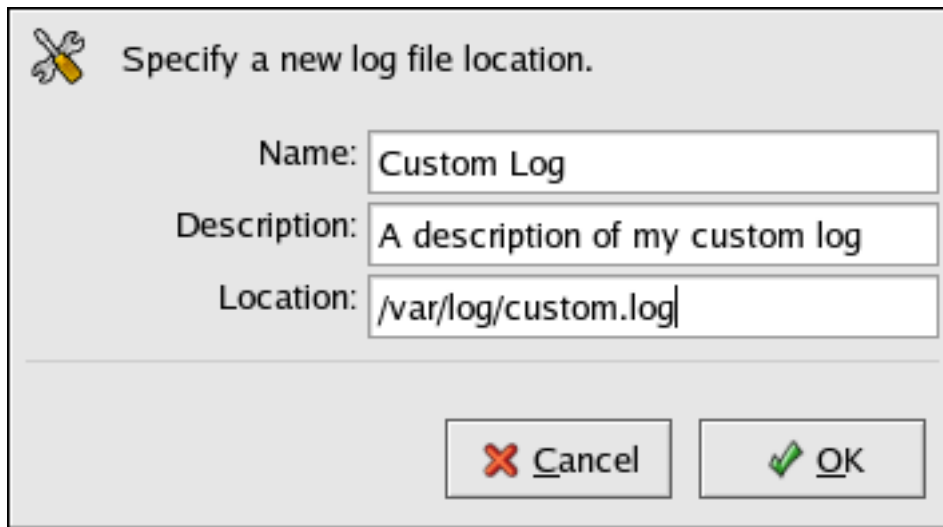 Specify a new log file location.
Name: Custom Log
Description: A description of my custom log
Location: /var/log/custom.log
Cancel OK